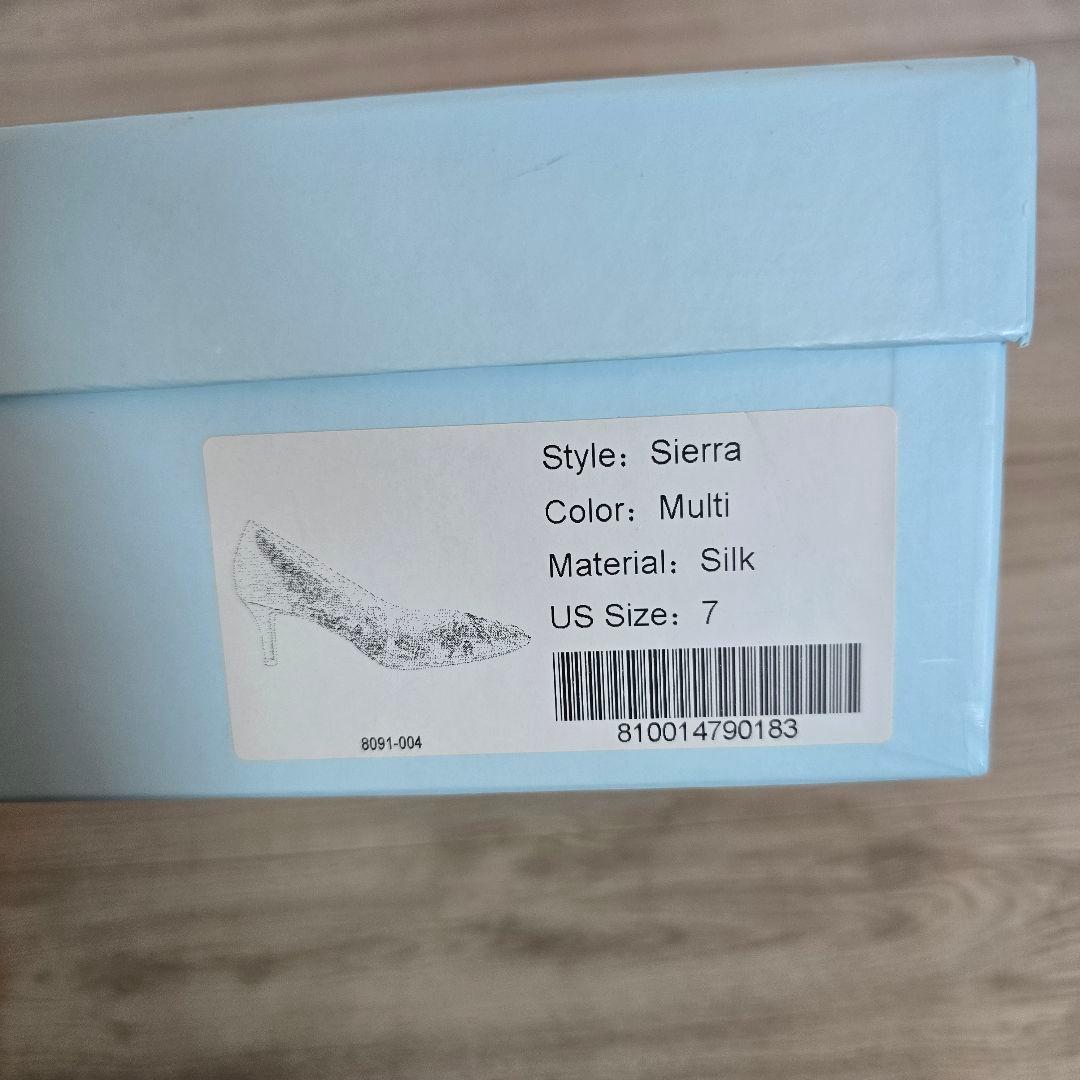 Style: Sierra
Color: Multi
Material: Silk
US Size: 7
810014790183
8091-004